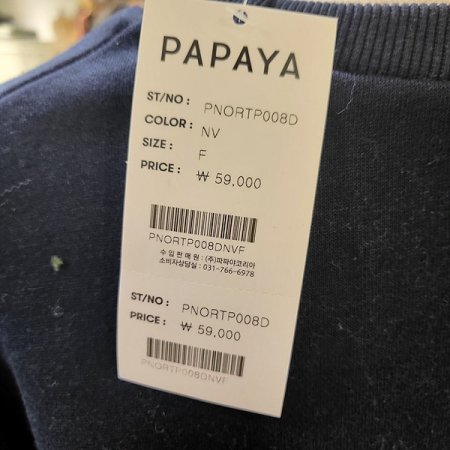 PAPAYA
ST/NO : PNORTP008D
COLOR : NV
SIZE : F
PRICE : ₩ 59,000
PNORTP008DNVF
수 입 판 매 원 : (주)파파야코리아
소비자상담실 : 031-766-6978
ST/NO : PNORTP008D
PRICE : ₩ 59,000
PNORTP008DNVF